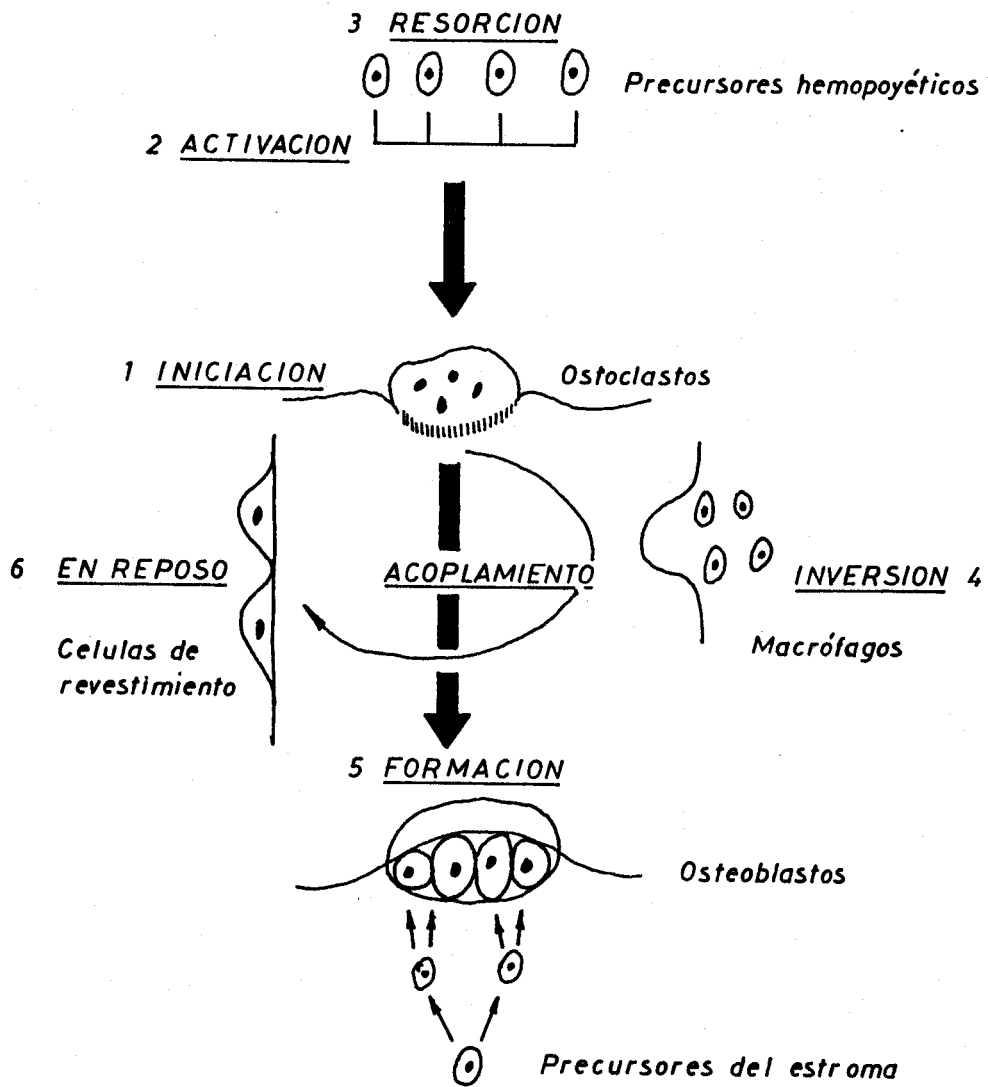 3 RESORCION
Precursores hemopoyéticos
2 ACTIVACION
1 INICIACION
Ostoclastos
6 EN REPOSO
ACOPLAMIENTO
INVERSION 4
Celulas de
revestimiento
Macrófagos
5 FORMACION
Osteoblastos
Precursores del estroma